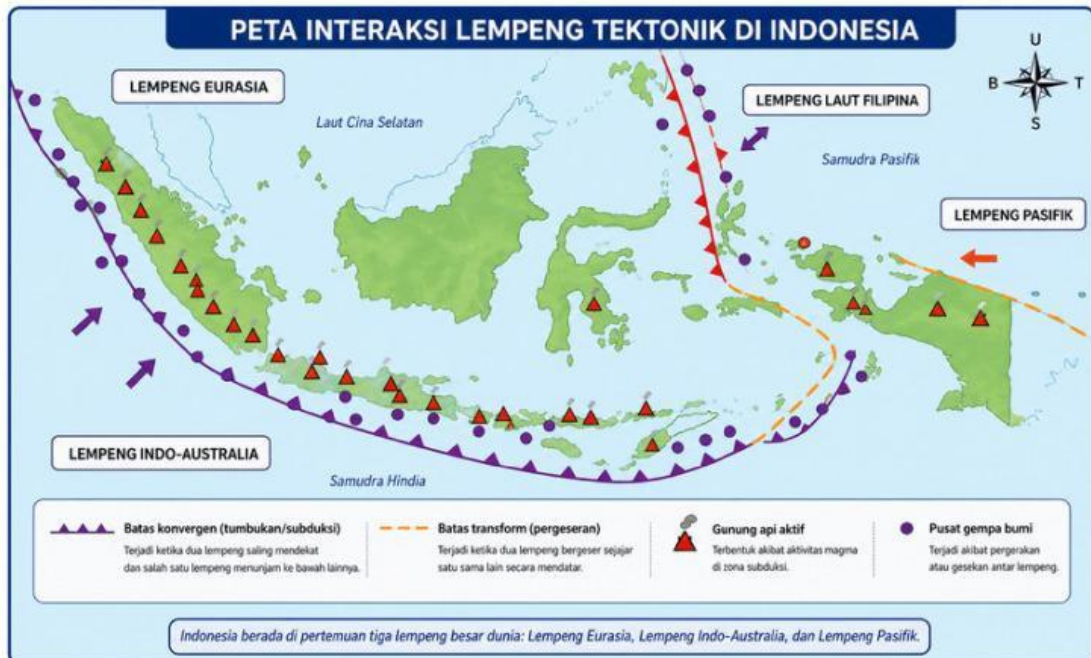 PETA INTERAKSI LEMPENG TEKTONIK DI INDONESIA
U
B
T
S
LEMPENG EURASIA
Laut Cina Selatan
LEMPENG LAUT FILIPINA
Samudra Pasifik
LEMPENG PASIFIK
LEMPENG INDO-AUSTRALIA
Samudra Hindia
Batas konvergen (tumbukan/subduksi)
Terjadi ketika dua lempeng saling mendekat
dan salah satu lempeng menunjam ke bawah lainnya.
Batas transform (pergeseran)
Terjadi ketika dua lempeng bergeser sejajar
satu sama lain secara mendatar.
Gunung api aktif
Terbentuk akibat aktivitas magma
di zona subduksi.
Pusat gempa bumi
Terjadi akibat pergerakan
atau gesekan antar lempeng.
Indonesia berada di pertemuan tiga lempeng besar dunia: Lempeng Eurasia, Lempeng Indo-Australia, dan Lempeng Pasifik.